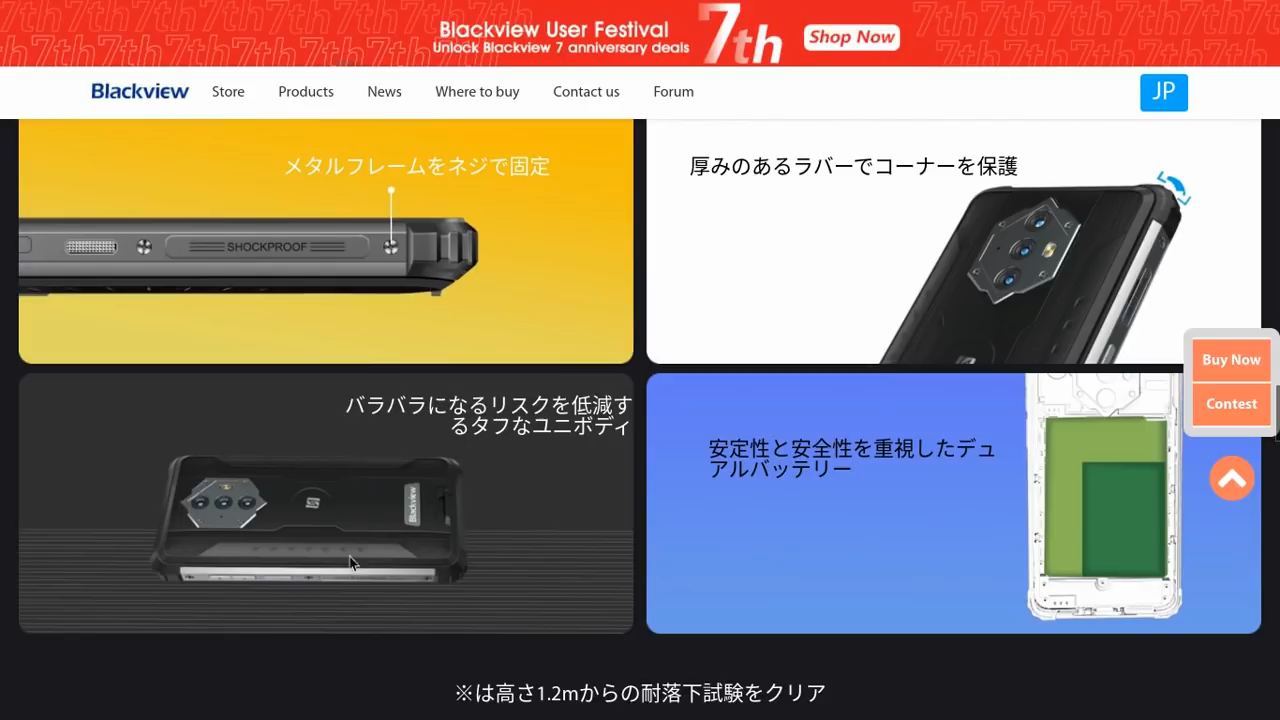 Blackview User Festival
Unlock Blackview 7 anniversary deals
7th
Shop Now
Blackview
Store
Products
News
Where to buy
Contact us
Forum
JP
メタルフレームをネジで固定
SHOCKPROOF
厚みのあるラバーでコーナーを保護
バラバラになるリスクを低減す
るタフなユニボディ
Blackview
安定性と安全性を重視したデュ
アルバッテリー
Buy Now
Contest
※は高さ1.2mからの耐落下試験をクリア